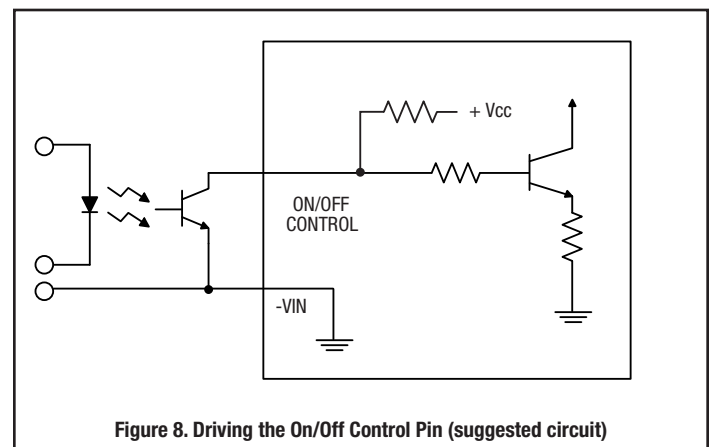 + Vcc
ON/OFF
CONTROL
-VIN
Figure 8. Driving the On/Off Control Pin (suggested circuit)